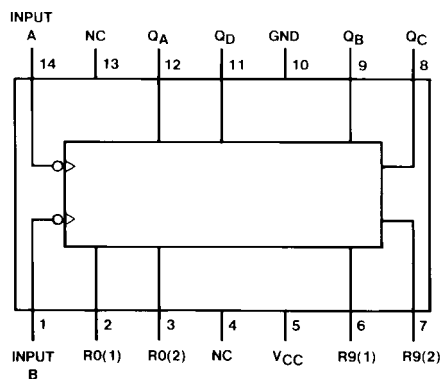 INPUT
A NC QA QD GND QB QC
14 13 12 11 10 9 8
1 2 3 4 5 6 7
INPUT R0(1) R0(2) NC VCC R9(1) R9(2)
B